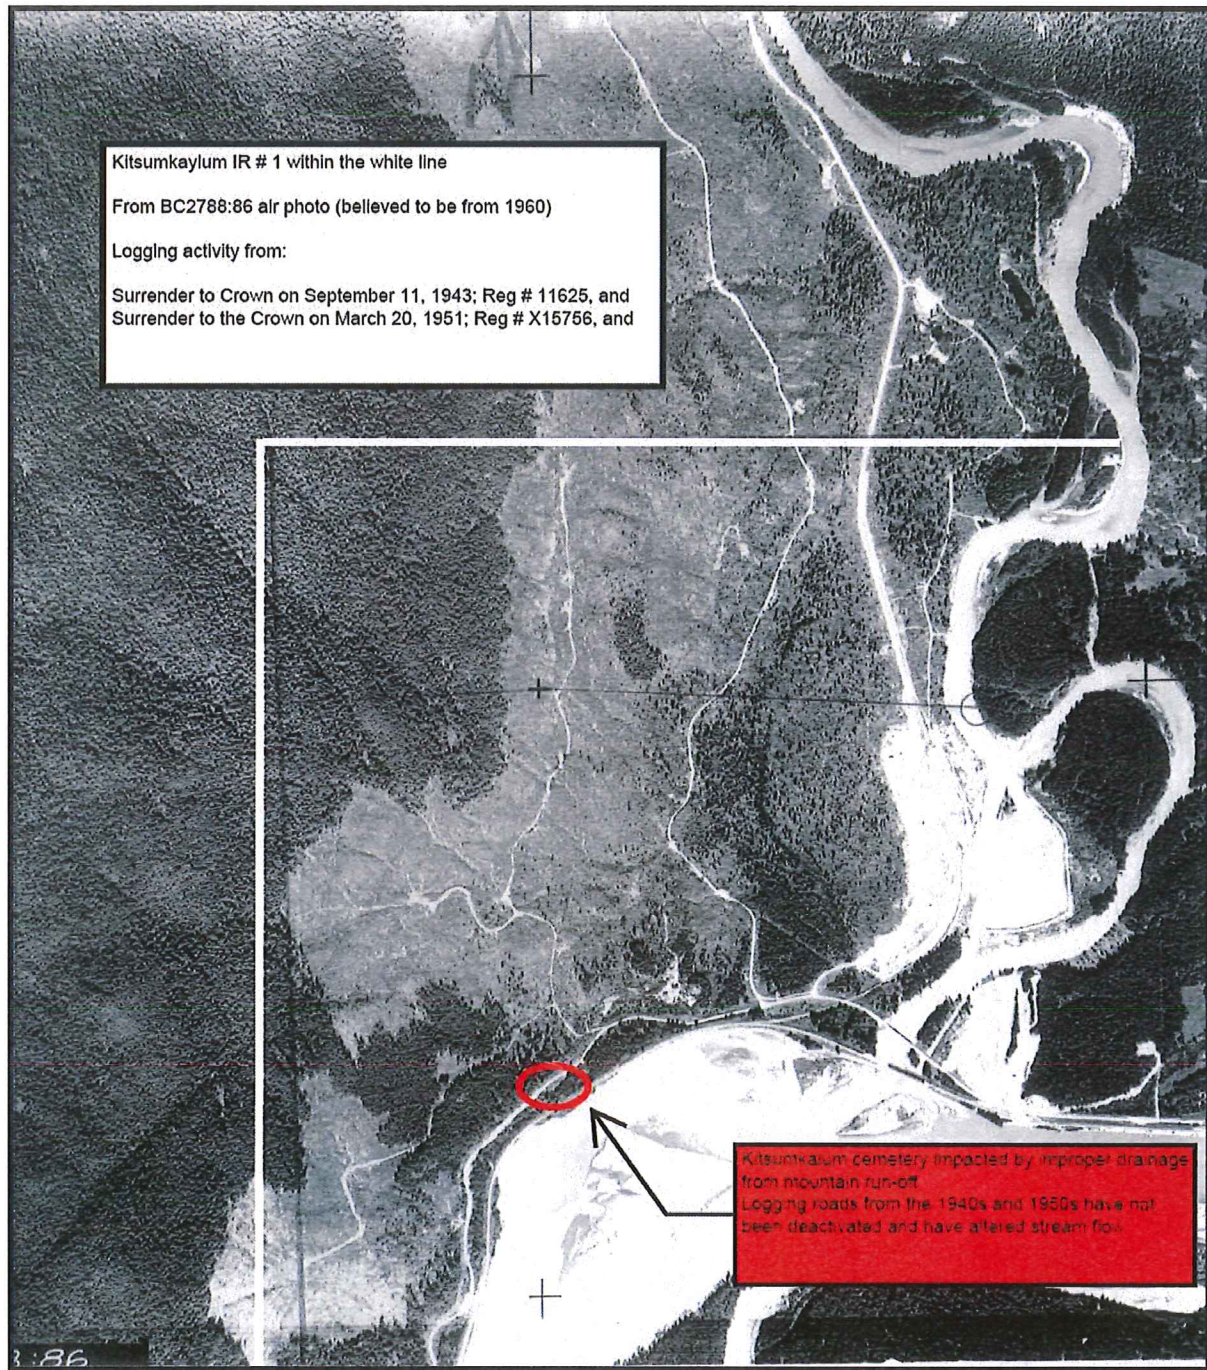 Kitsumkaylum IR # 1 within the white line
From BC2788:86 air photo (believed to be from 1960)
Logging activity from:
Surrender to Crown on September 11, 1943; Reg # 11625, and
Surrender to the Crown on March 20, 1951; Reg # X15756, and
Kitsumkalum cemetery impacted by improper drainage
from mountain run-off.
Logging roads from the 1940s and 1950s have not
been deactivated and have altered stream flow
:86